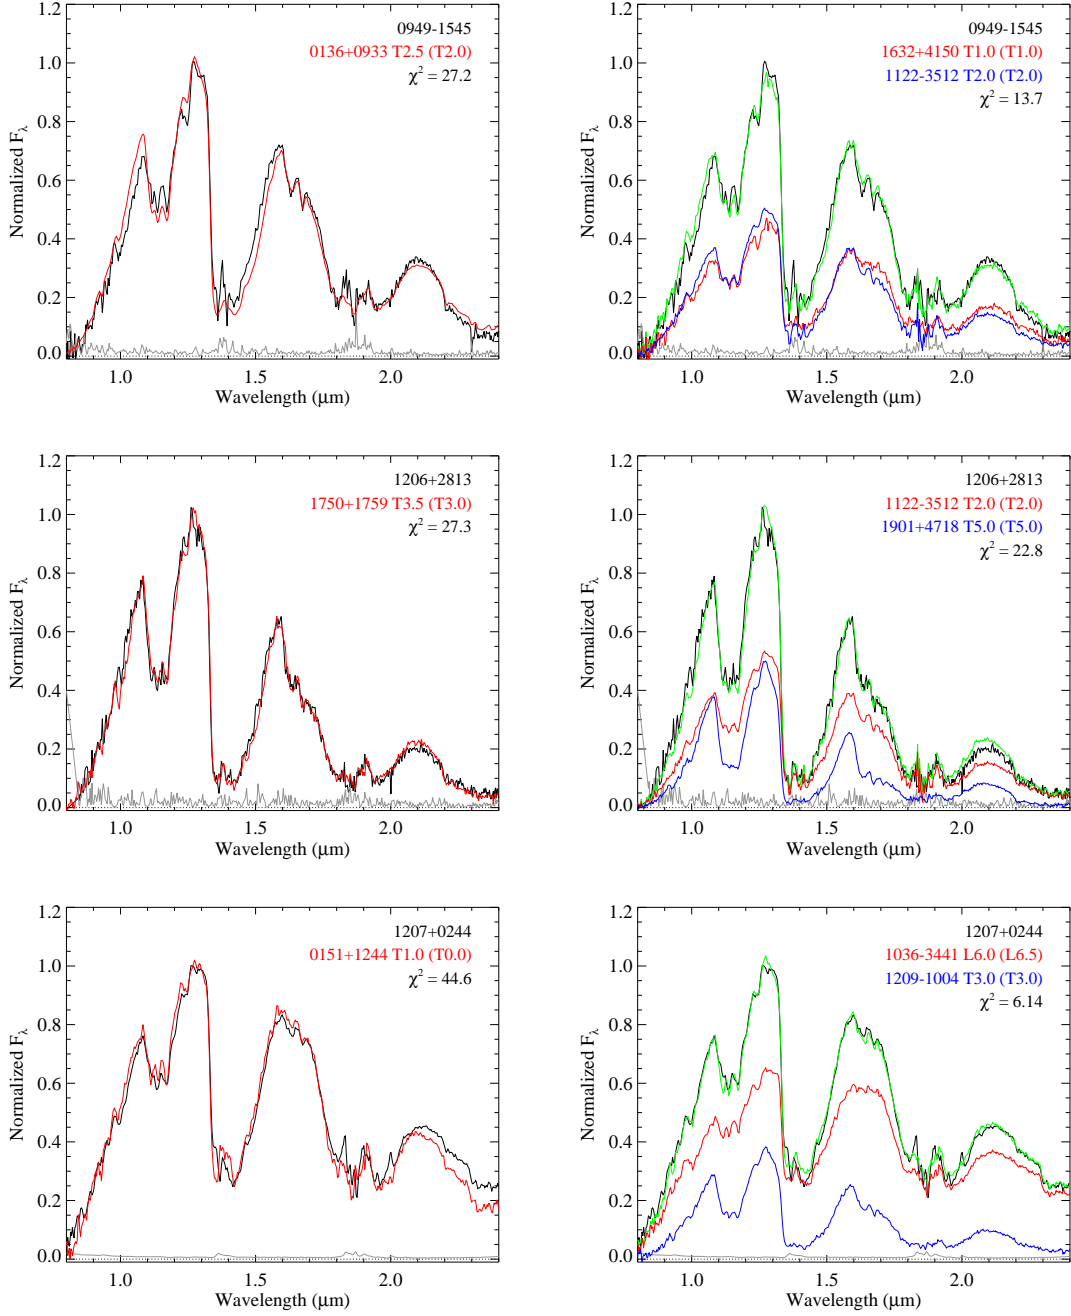 1.2
1.0
0.8
0.6
0.4
0.2
0.0
Normalized Fλ
0949-1545
0136+0933 T2.5 (T2.0)
χ² = 27.2
1.0 1.5 2.0
Wavelength (μm)
1.2
1.0
0.8
0.6
0.4
0.2
0.0
Normalized Fλ
0949-1545
1632+4150 T1.0 (T1.0)
1122-3512 T2.0 (T2.0)
χ² = 13.7
1.0 1.5 2.0
Wavelength (μm)
1.2
1.0
0.8
0.6
0.4
0.2
0.0
Normalized Fλ
1206+2813
1750+1759 T3.5 (T3.0)
χ² = 27.3
1.0 1.5 2.0
Wavelength (μm)
1.2
1.0
0.8
0.6
0.4
0.2
0.0
Normalized Fλ
1206+2813
1122-3512 T2.0 (T2.0)
1901+4718 T5.0 (T5.0)
χ² = 22.8
1.0 1.5 2.0
Wavelength (μm)
1.2
1.0
0.8
0.6
0.4
0.2
0.0
Normalized Fλ
1207+0244
0151+1244 T1.0 (T0.0)
χ² = 44.6
1.0 1.5 2.0
Wavelength (μm)
1.2
1.0
0.8
0.6
0.4
0.2
0.0
Normalized Fλ
1207+0244
1036-3441 L6.0 (L6.5)
1209-1004 T3.0 (T3.0)
χ² = 6.14
1.0 1.5 2.0
Wavelength (μm)